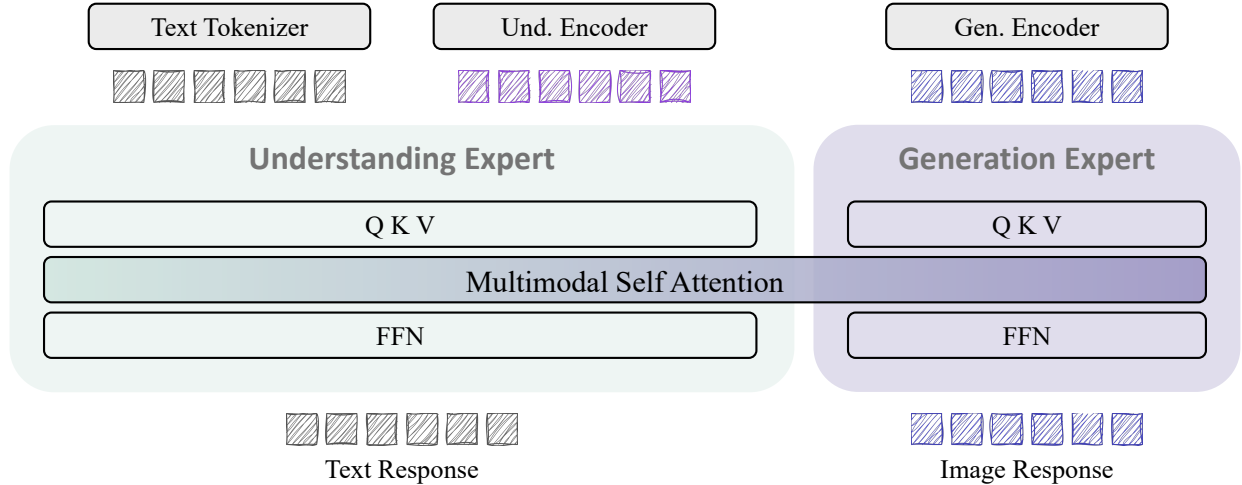 Text Tokenizer
Und. Encoder
Gen. Encoder
Understanding Expert
Generation Expert
Q K V
Q K V
Multimodal Self Attention
FFN
FFN
Text Response
Image Response